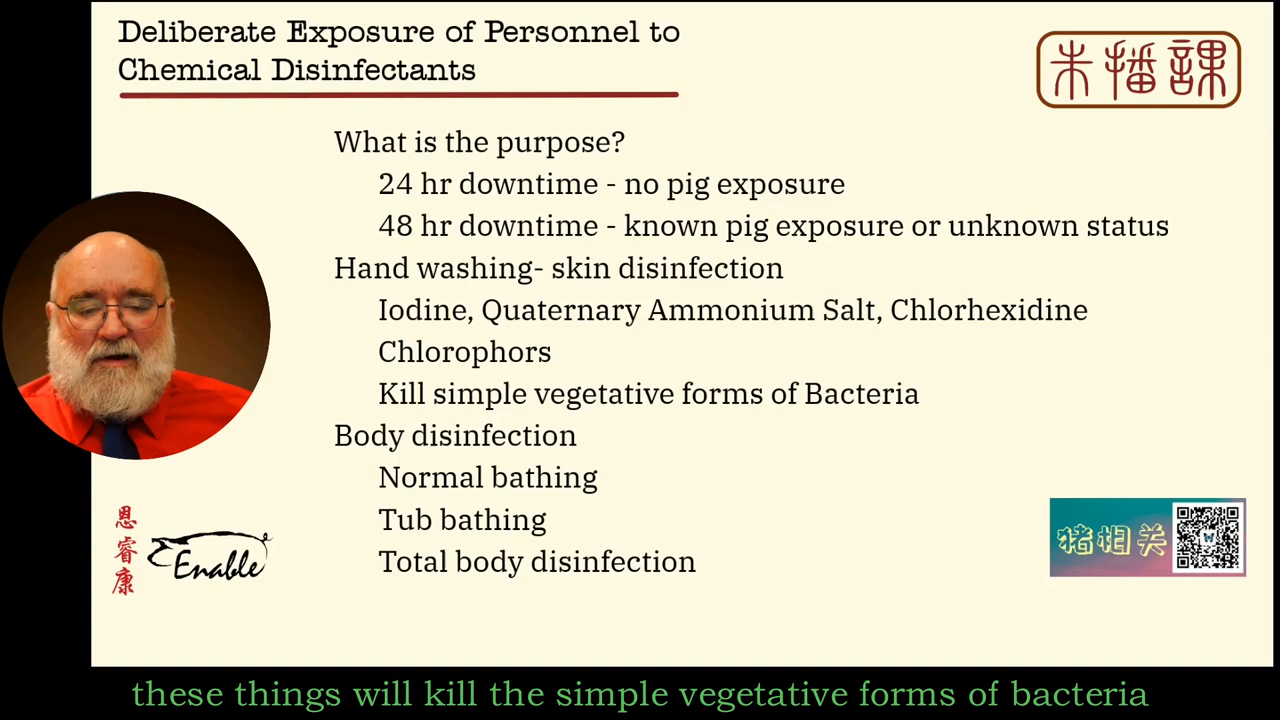 Deliberate Exposure of Personnel to
Chemical Disinfectants
未播課
What is the purpose?
24 hr downtime - no pig exposure
48 hr downtime - known pig exposure or unknown status
Hand washing- skin disinfection
Iodine, Quaternary Ammonium Salt, Chlorhexidine
Chlorophors
Kill simple vegetative forms of Bacteria
Body disinfection
Normal bathing
Tub bathing
Total body disinfection
恩睿康
Enable
猪相关
these things will kill the simple vegetative forms of bacteria